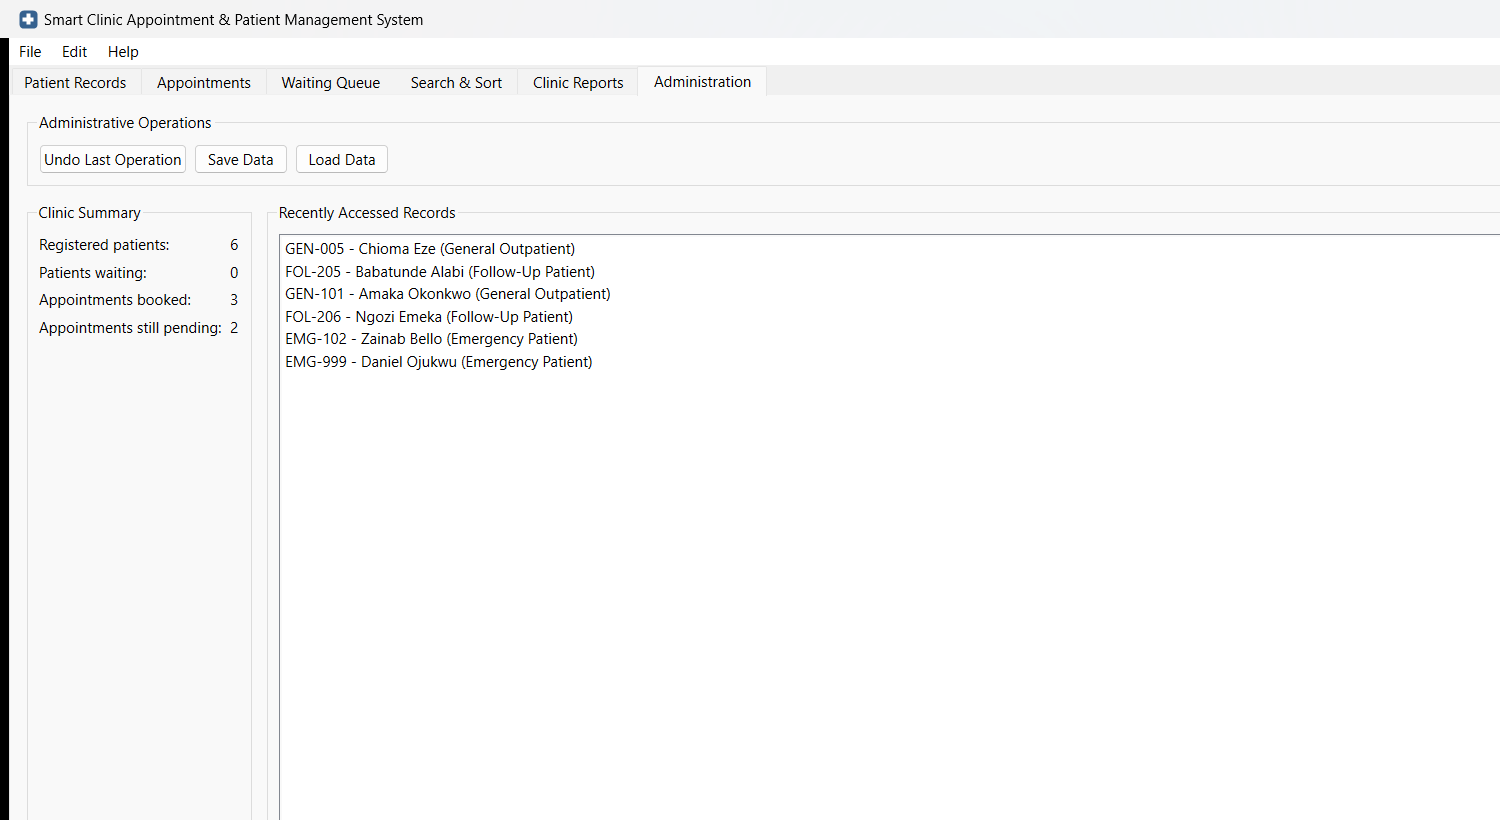 Smart Clinic Appointment & Patient Management System
File Edit Help
Patient Records Appointments Waiting Queue Search & Sort Clinic Reports Administration
Administrative Operations
Undo Last Operation Save Data Load Data
Clinic Summary
Registered patients: 6
Patients waiting: 0
Appointments booked: 3
Appointments still pending: 2
Recently Accessed Records
GEN-005 - Chioma Eze (General Outpatient)
FOL-205 - Babatunde Alabi (Follow-Up Patient)
GEN-101 - Amaka Okonkwo (General Outpatient)
FOL-206 - Ngozi Emeka (Follow-Up Patient)
EMG-102 - Zainab Bello (Emergency Patient)
EMG-999 - Daniel Ojukwu (Emergency Patient)